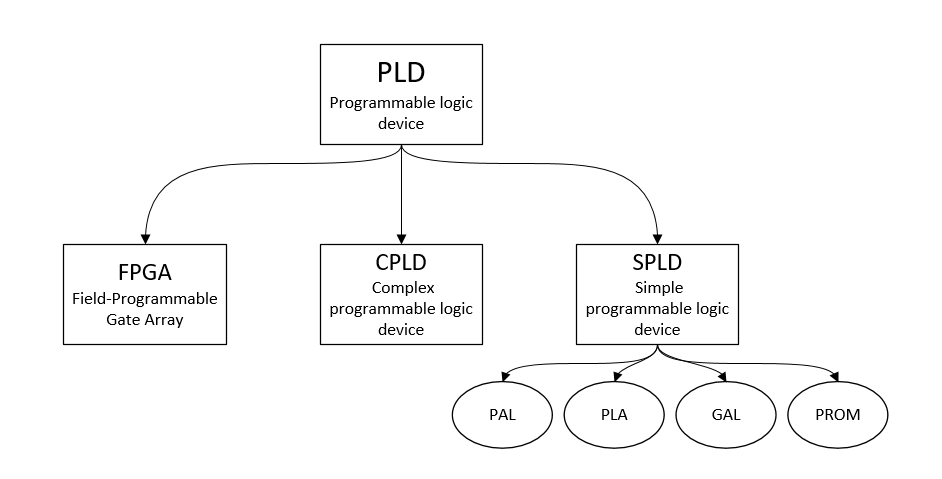 PLD
Programmable logic
device
FPGA
Field-Programmable
Gate Array
CPLD
Complex
programmable logic
device
SPLD
Simple
programmable logic
device
PAL
PLA
GAL
PROM